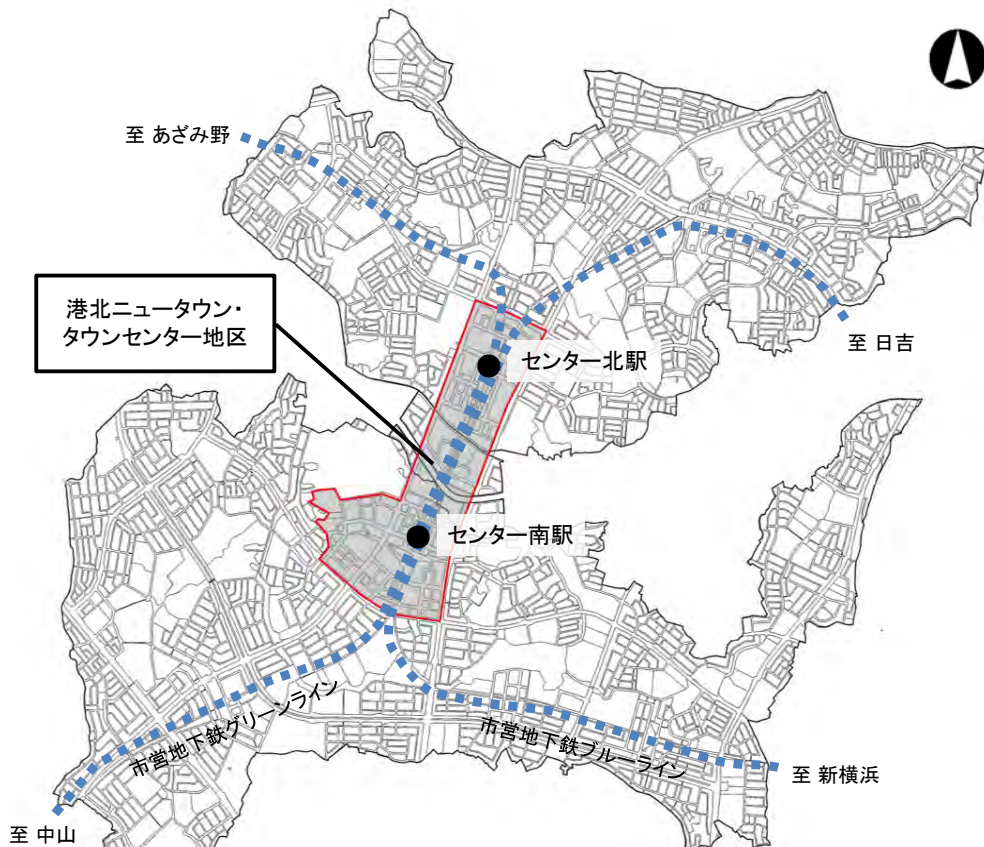 至 あざみ野
港北ニュータウン・
タウンセンター地区
至 日吉
センター北駅
センター南駅
市営地下鉄グリーンライン
市営地下鉄ブルーライン
至 新横浜
至 中山